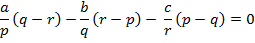 a/p (q − r) − b/q (r − p) − c/r (p − q) = 0